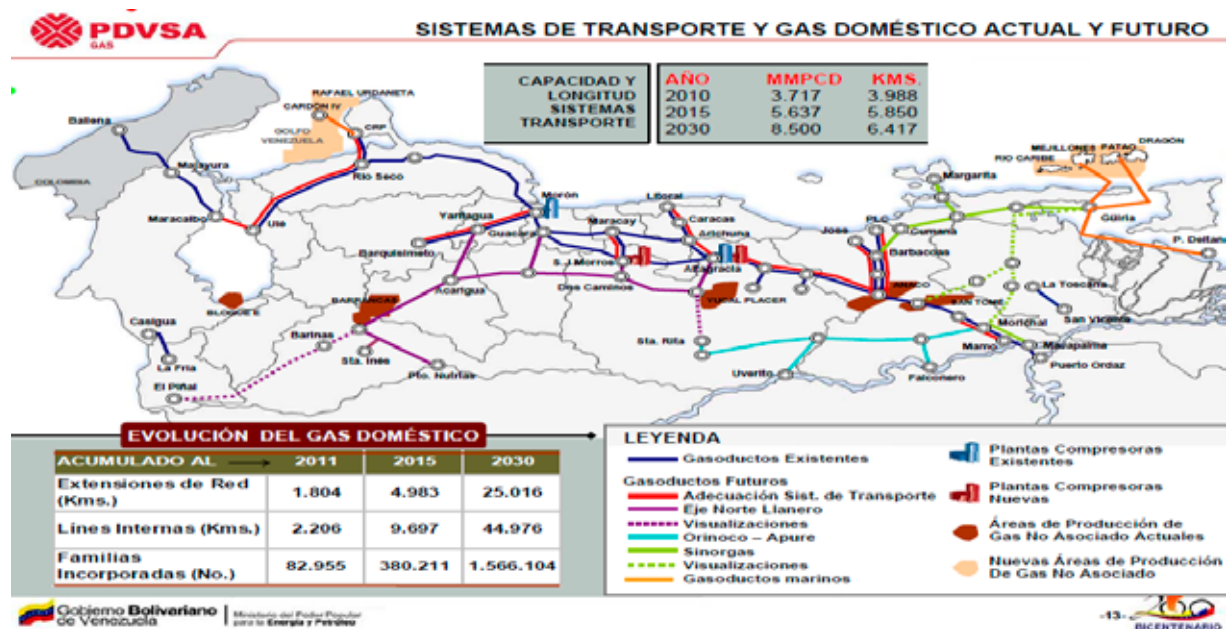 PDVSA
GAS
SISTEMAS DE TRANSPORTE Y GAS DOMÉSTICO ACTUAL Y FUTURO
CAPACIDAD Y
LONGITUD
SISTEMAS
TRANSPORTE
AÑO MMPCD KMS.
2010 3.717 3.988
2015 5.637 5.850
2030 8.500 6.417
RAFAEL URDANETA
CARDÓN IV
GOLFO
VENEZUELA
CRP
Ballena
Majayura
COLOMBIA
Maracaibo
Ule
Rio Seco
Morón
Yaritagua
Guacara
Barquisimeto
Maracay
Litoral
Caracas
Arichuna
S. J. Morros
Altagracia
Dos Caminos
YUCAL PLACER
Acarigua
BARRANCAS
Barinas
Sta. Inés
Pto. Nutrias
BLOQUE E
Casigua
La Fría
El Piñal
Sta. Rita
Uverito
Falconero
Jose
PLC
Cumaná
Barbacoas
ANACO
SAN TOME
Margarita
RIO CARIBE
MEJILLONES
PATAO
DRAGÓN
Güiria
P. Deltana
La Toscana
San Vicente
Morichal
Mamo
Macapaima
Puerto Ordaz
EVOLUCIÓN DEL GAS DOMÉSTICO
ACUMULADO AL 2011 2015 2030
Extensiones de Red
(Kms.) 1.804 4.983 25.016
Lines Internas (Kms.) 2.206 9.697 44.976
Familias
Incorporadas (No.) 82.955 380.211 1.566.104
LEYENDA
Gasoductos Existentes
Gasoductos Futuros
Adecuación Sist. de Transporte
Eje Norte Llanero
Visualizaciones
Orinoco – Apure
Sinorgas
Visualizaciones
Gasoductos marinos
Plantas Compresoras
Existentes
Plantas Compresoras
Nuevas
Áreas de Producción de
Gas No Asociado Actuales
Nuevas Áreas de Producción
De Gas No Asociado
Gobierno Bolivariano
de Venezuela
Ministerio del Poder Popular
para la Energía y Petróleo
-13-
200
BICENTENARIO